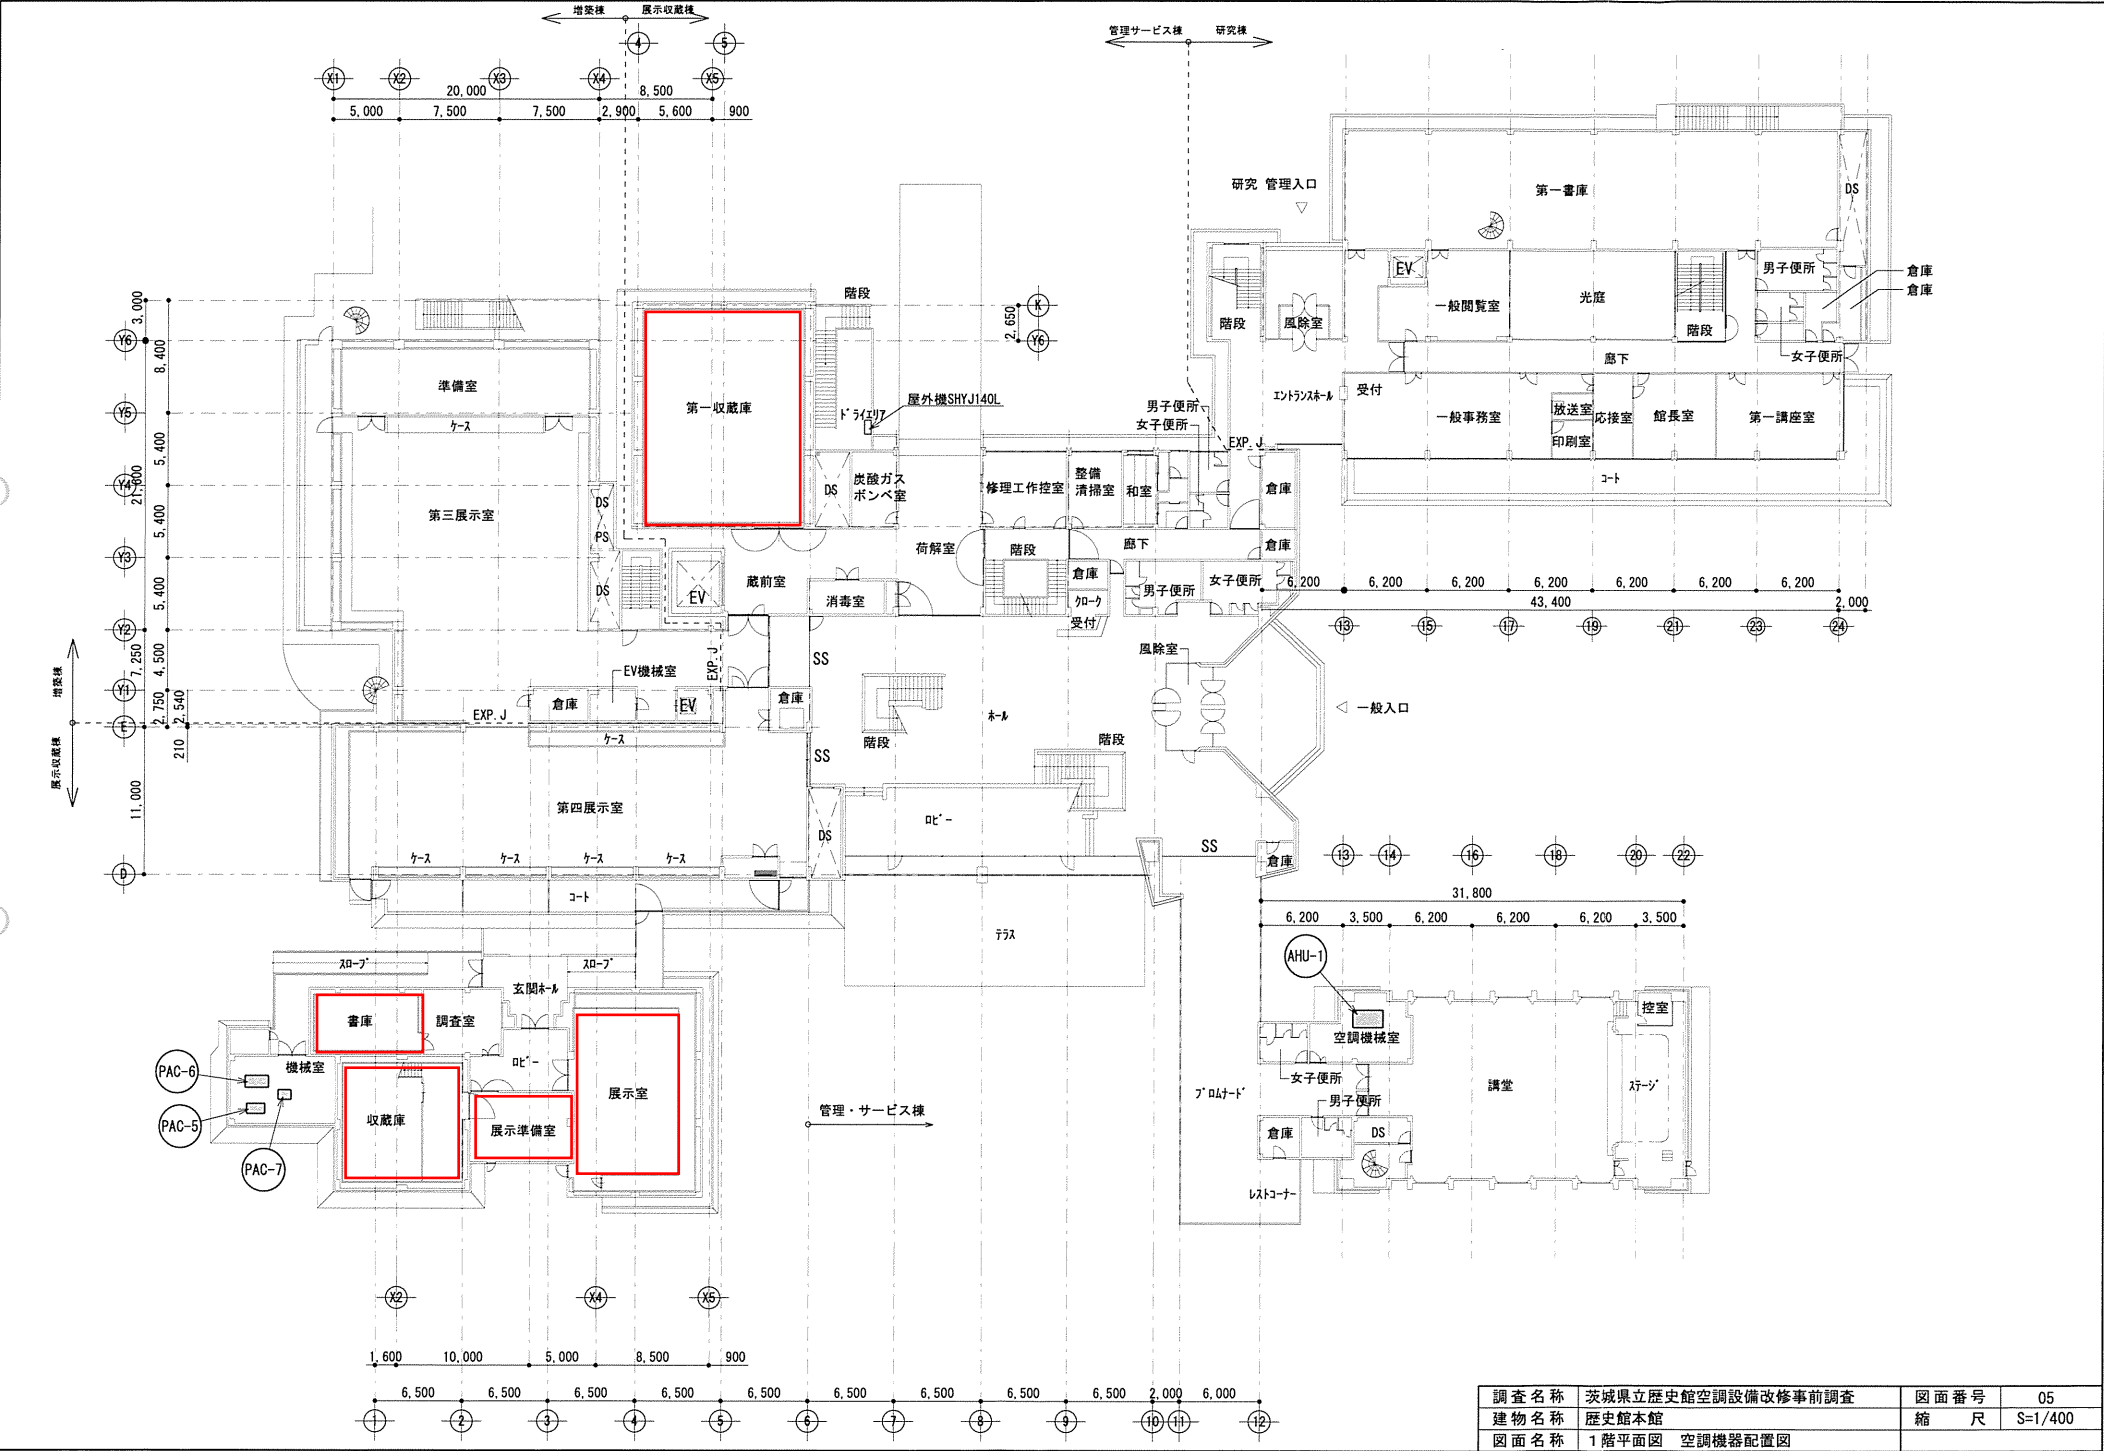 増築棟
展示収蔵棟
管理サービス棟
研究棟
4
5
X1
X2
X3
X4
X5
20,000
8,500
5,000
7,500
7,500
2,900
5,600
900
研究 管理入口
第一書庫
DS
EV
一般閲覧室
光庭
階段
男子便所
倉庫
倉庫
女子便所
階段
風除室
廊下
エントランスホール
受付
一般事務室
放送室
印刷室
応接室
館長室
第一講座室
コート
3,000
8,400
5,400
21,600
5,400
5,400
7,250
4,500
2,750
2,540
210
11,000
Y6
Y5
Y4
Y3
Y2
Y1
E
D
増築棟
展示収蔵棟
階段
K
2,650
Y6
準備室
ケース
第一収蔵庫
ドライエリア
屋外機SHYJ140L
男子便所
女子便所
EXP.J
第三展示室
DS
PS
DS
DS
炭酸ガス
ボンベ室
修理工作控室
整備
清掃室
和室
倉庫
荷解室
階段
廊下
倉庫
EV
蔵前室
消毒室
倉庫
クローク
受付
男子便所
女子便所
6,200
6,200
6,200
6,200
6,200
6,200
6,200
43,400
2,000
13
15
17
19
21
23
24
EV機械室
EXP.J
SS
風除室
倉庫
EV
倉庫
EXP.J
ケース
階段
ホール
一般入口
SS
階段
第四展示室
DS
ロビー
SS
倉庫
ケース
ケース
ケース
ケース
コート
テラス
13
14
16
18
20
22
31,800
6,200
3,500
6,200
6,200
6,200
3,500
AHU-1
スロープ
スロープ
玄関ホール
書庫
調査室
機械室
ロビー
展示室
収蔵庫
展示準備室
PAC-6
PAC-5
PAC-7
管理・サービス棟
プロムナード
控室
空調機械室
女子便所
講堂
ステージ
男子便所
倉庫
DS
レストコーナー
X2
X4
X5
1,600
10,000
5,000
8,500
900
6,500
6,500
6,500
6,500
6,500
6,500
6,500
6,500
6,500
2,000
6,000
1
2
3
4
5
6
7
8
9
10
11
12
調査名称 茨城県立歴史館空調設備改修事前調査 図面番号 05
建物名称 歴史館本館 縮 尺 S=1/400
図面名称 1階平面図 空調機器配置図